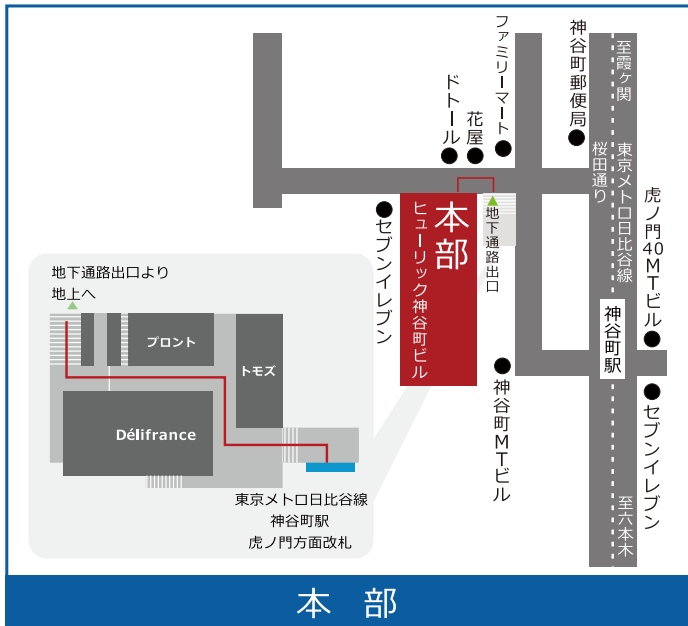 ファミリーマート
ドトール
花屋
神谷町郵便局
至霞ヶ関
桜田通り
東京メトロ日比谷線
虎ノ門40MTビル
セブンイレブン
本部
ヒューリック神谷町ビル
地下通路出口
神谷町駅
神谷町MTビル
セブンイレブン
至六本木
地下通路出口より
地上へ
プロント
トモズ
Délifrance
東京メトロ日比谷線
神谷町駅
虎ノ門方面改札
本 部